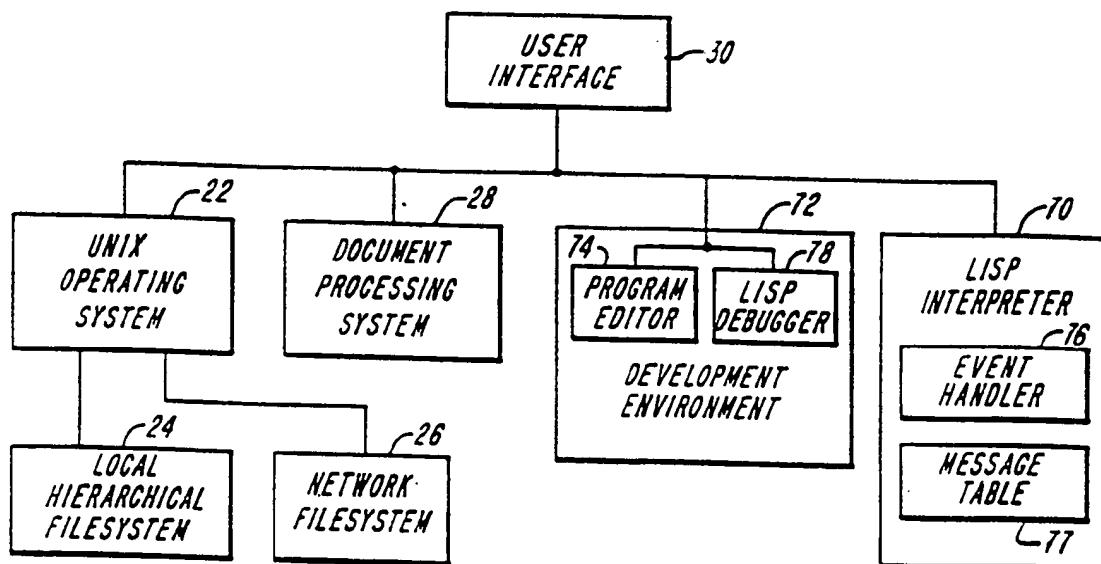 USER
INTERFACE
30
22
UNIX
OPERATING
SYSTEM
28
DOCUMENT
PROCESSING
SYSTEM
72
74
PROGRAM
EDITOR
78
LISP
DEBUGGER
DEVELOPMENT
ENVIRONMENT
70
LISP
INTERPRETER
76
EVENT
HANDLER
MESSAGE
TABLE
77
24
LOCAL
HIERARCHICAL
FILESYSTEM
26
NETWORK
FILESYSTEM